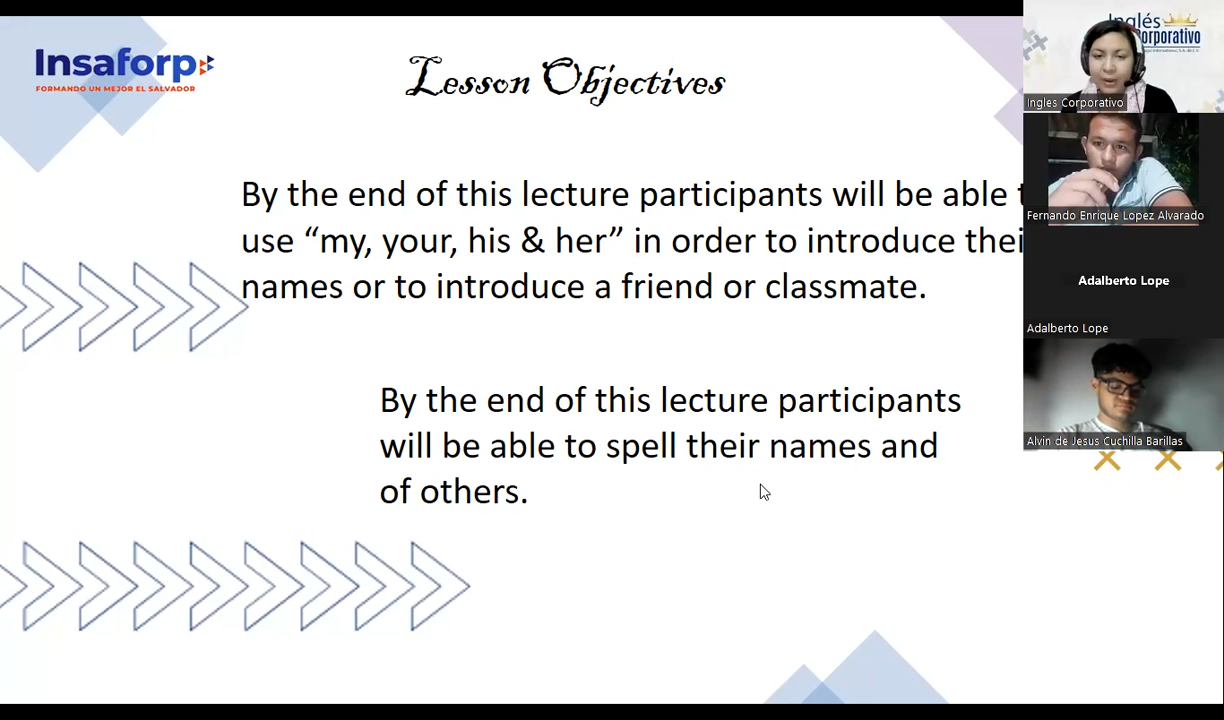 Insaforp
FORMANDO UN MEJOR EL SALVADOR
Lesson Objectives
By the end of this lecture participants will be able
use “my, your, his & her” in order to introduce thei
names or to introduce a friend or classmate.
By the end of this lecture participants
will be able to spell their names and
of others.
Inglés
Corporativo
Ingles Corporativo
Fernando Enrique Lopez Alvarado
Adalberto Lope
Adalberto Lope
Alvin de Jesus Cuchilla Barillas